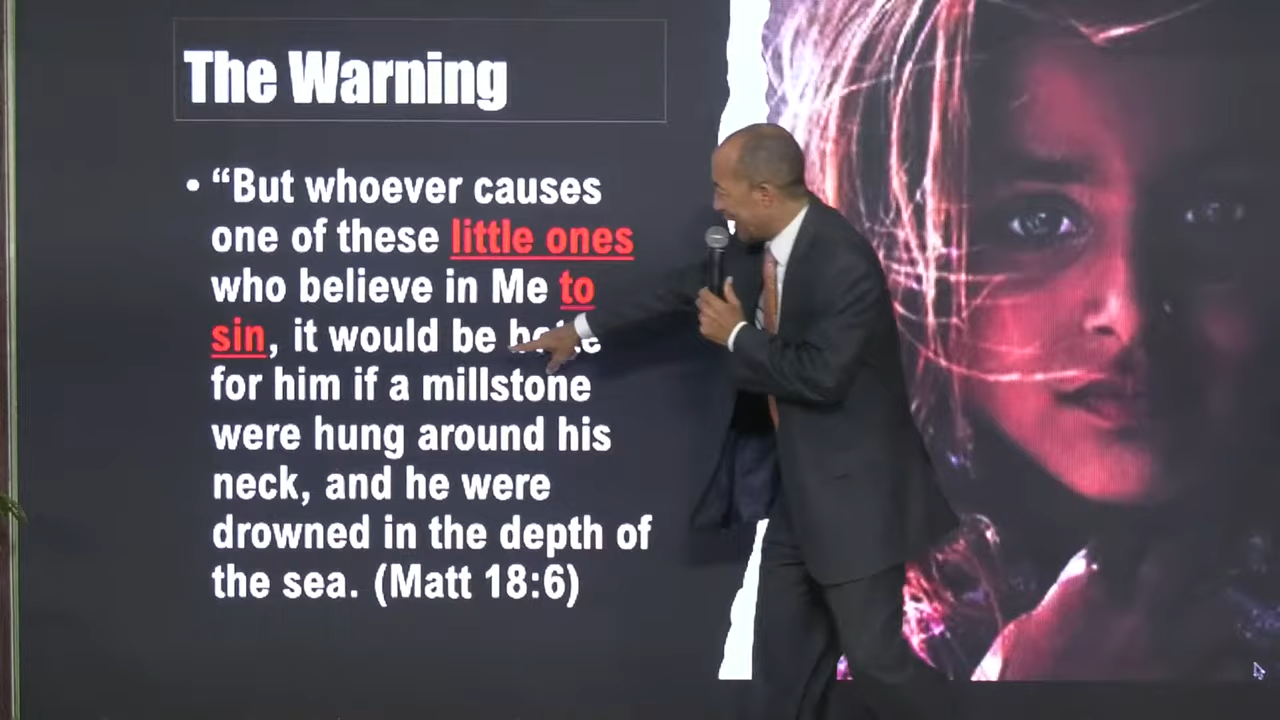 The Warning
• “But whoever causes
one of these little ones
who believe in Me to
sin, it would be
for him if a millstone
were hung around his
neck, and he were
drowned in the depth of
the sea. (Matt 18:6)